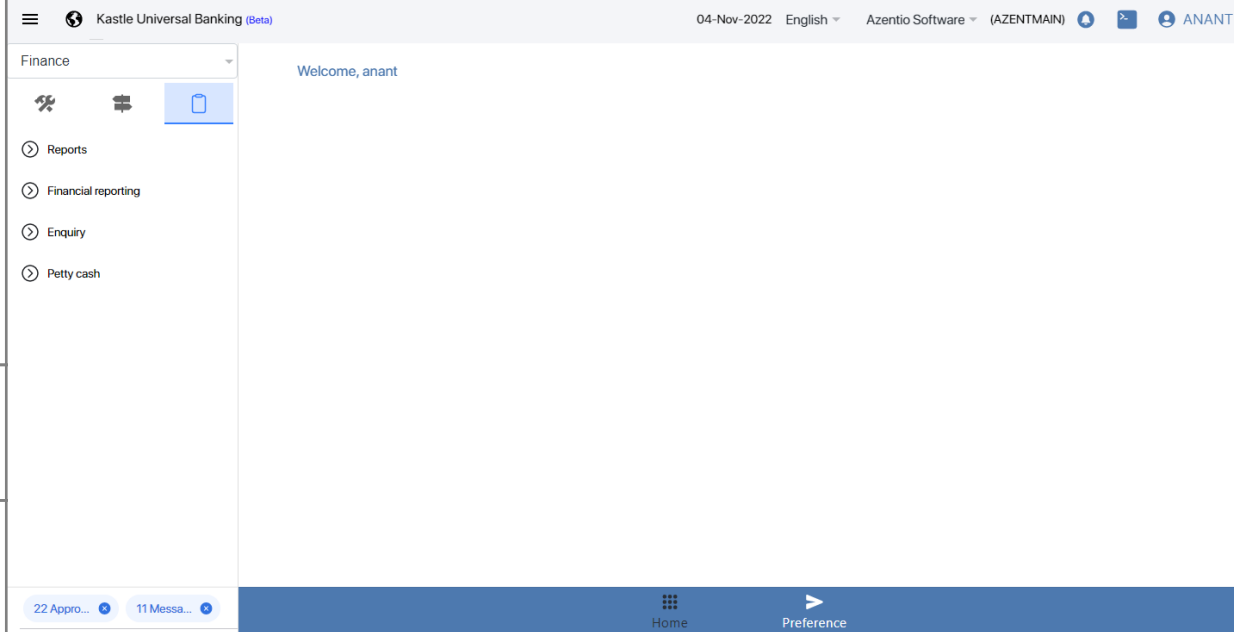 Kastle Universal Banking (Beta)
04-Nov-2022 English Azentio Software (AZENTMAIN) ANANT
Finance
Welcome, anant
Reports
Financial reporting
Enquiry
Petty cash
22 Appro... 11 Messa...
Home Preference